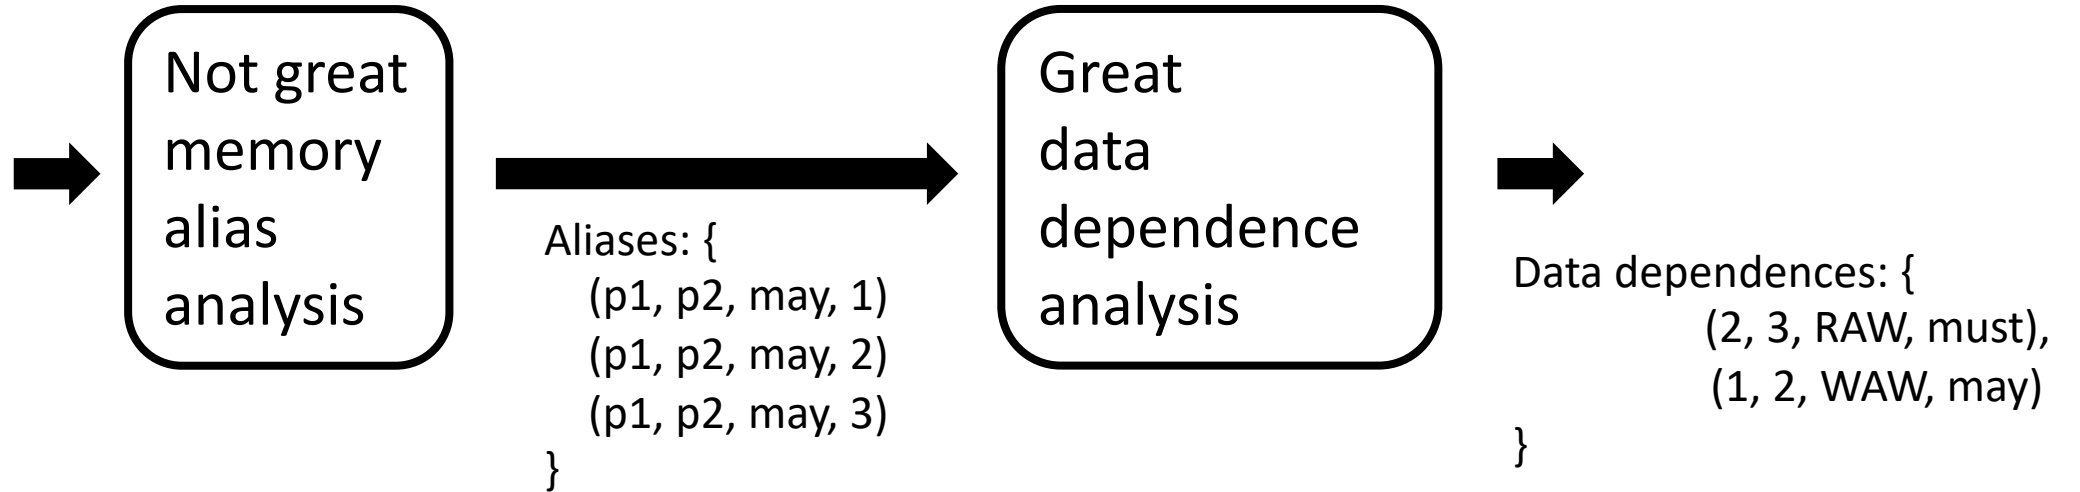 Not great
memory
alias
analysis
Aliases: {
(p1, p2, may, 1)
(p1, p2, may, 2)
(p1, p2, may, 3)
}
Great
data
dependence
analysis
Data dependences: {
(2, 3, RAW, must),
(1, 2, WAW, may)
}